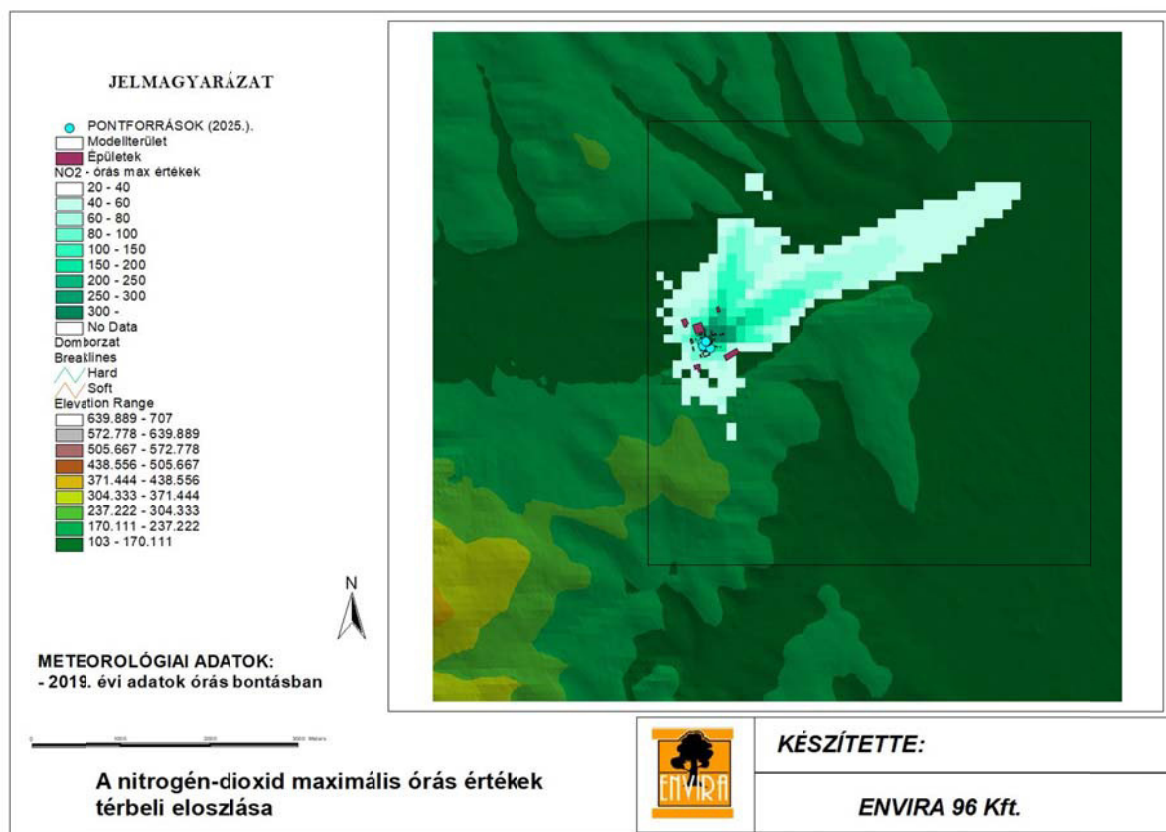 JELMAGYARÁZAT
PONTFORRÁSOK (2025.).
Modellterület
Épületek
NO2 - órás max értékek
20 - 40
40 - 60
60 - 80
80 - 100
100 - 150
150 - 200
200 - 250
250 - 300
300 -
No Data
Domborzat
Breaklines
Hard
Soft
Elevation Range
639.889 - 707
572.778 - 639.889
505.667 - 572.778
438.556 - 505.667
371.444 - 438.556
304.333 - 371.444
237.222 - 304.333
170.111 - 237.222
103 - 170.111
N
METEOROLÓGIAI ADATOK:
- 2019. évi adatok órás bontásban
0 Meters
A nitrogén-dioxid maximális órás értékek
térbeli eloszlása
ENVIRA
KÉSZÍTETTE:
ENVIRA 96 Kft.